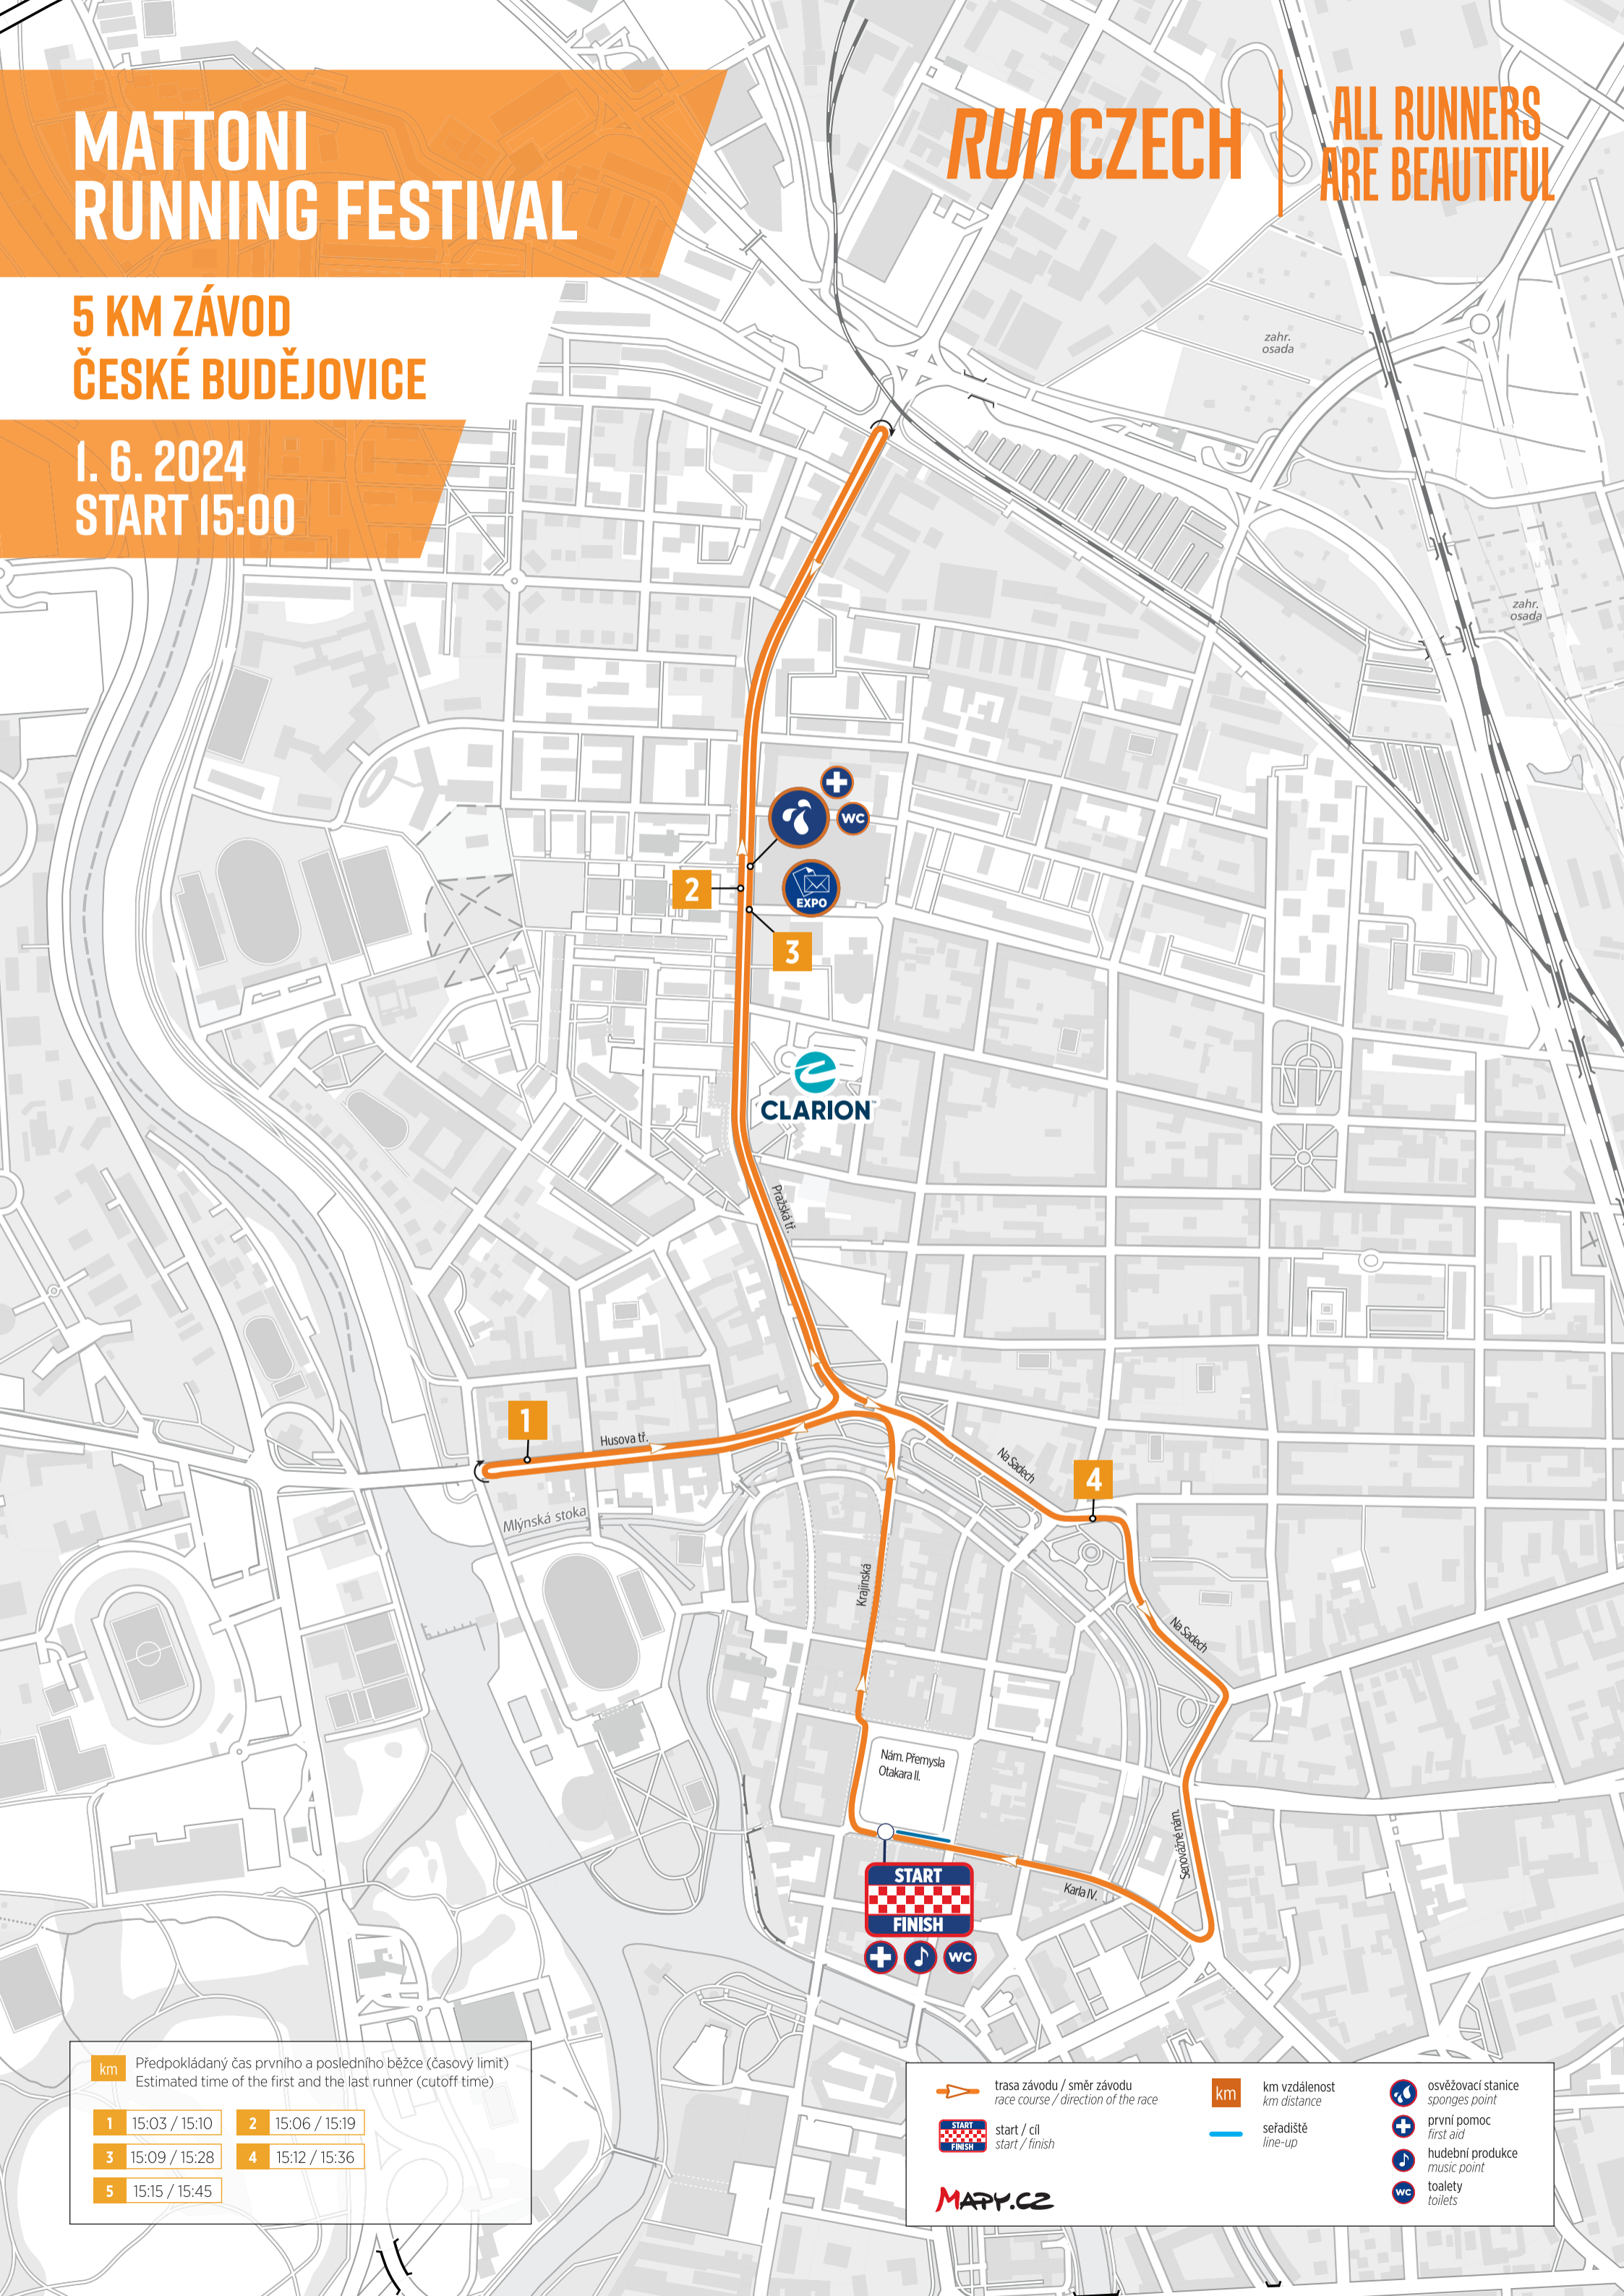 MATTONI
RUNNING FESTIVAL
5 KM ZÁVOD
ČESKÉ BUDĚJOVICE
1. 6. 2024
START 15:00
RUNCZECH
ALL RUNNERS
ARE BEAUTIFUL
zahr.
osada
zahr.
osada
WC
2
EXPO
3
CLARION
Pražská tř.
1
Husova tř.
Na Sadech
4
Mlýnská stoka
Krajinská
Na Sadech
Nám. Přemysla
Otakara II.
Senovážné nám.
START
FINISH
Karla IV.
WC
km
Předpokládaný čas prvního a posledního běžce (časový limit)
Estimated time of the first and the last runner (cutoff time)
1 15:03 / 15:10
2 15:06 / 15:19
3 15:09 / 15:28
4 15:12 / 15:36
5 15:15 / 15:45
trasa závodu / směr závodu
race course / direction of the race
START
FINISH
start / cíl
start / finish
MAPY.CZ
km
km vzdálenost
km distance
seřadiště
line-up
osvěžovací stanice
sponges point
první pomoc
first aid
hudební produkce
music point
WC
toalety
toilets